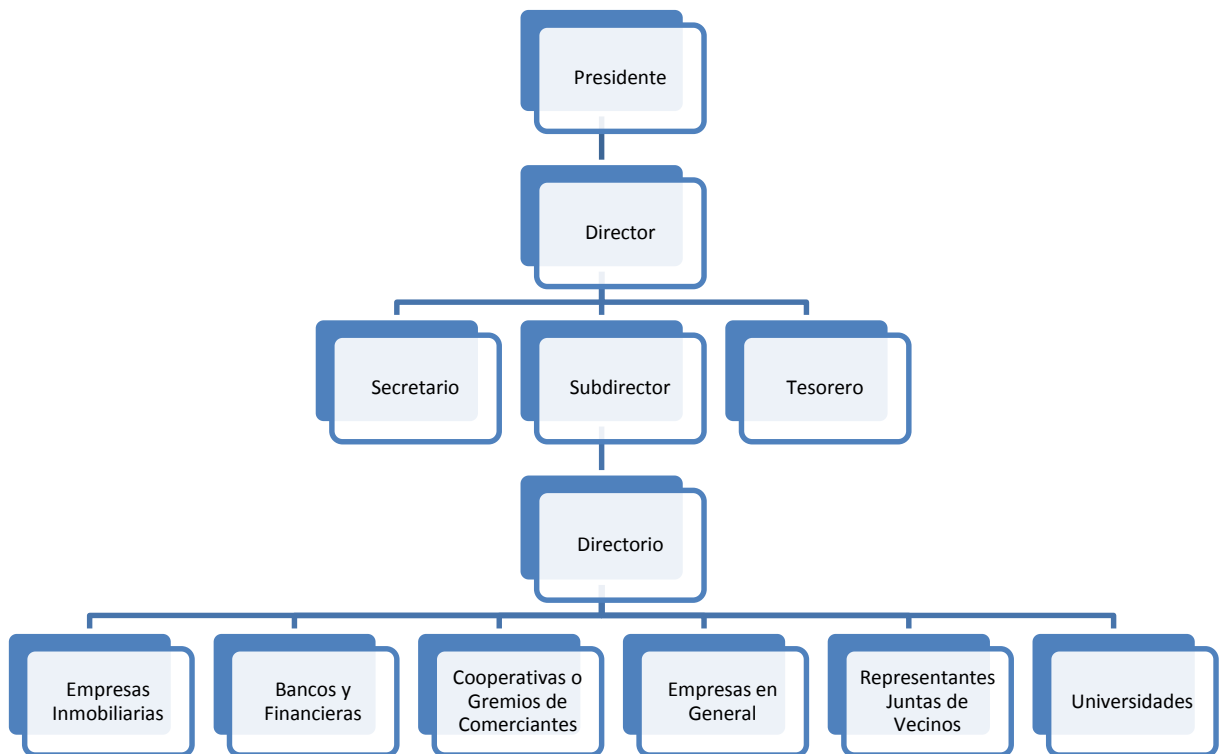 Presidente
Director
Secretario
Subdirector
Tesorero
Directorio
Empresas
Inmobiliarias
Bancos y
Financieras
Cooperativas o
Gremios de
Comerciantes
Empresas en
General
Representantes
Juntas de
Vecinos
Universidades